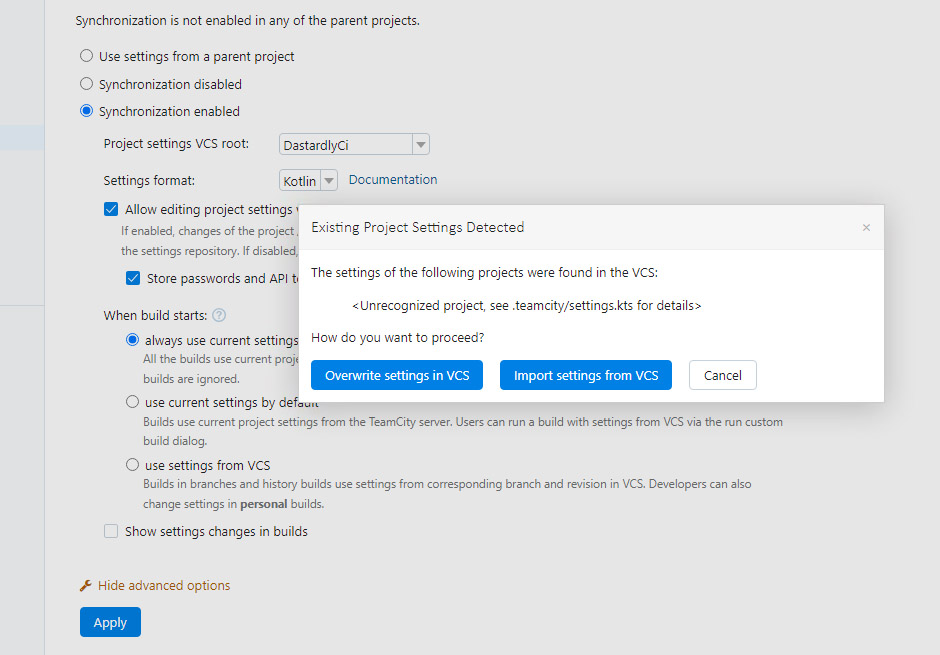 Synchronization is not enabled in any of the parent projects.
Use settings from a parent project
Synchronization disabled
Synchronization enabled
Project settings VCS root:
DastardlyCi
Settings format:
Kotlin
Documentation
Allow editing project settings
If enabled, changes of the project
the settings repository. If disabled,
Store passwords and API
When build starts:
always use current settings
All the builds use current
builds are ignored.
use current settings by default
Builds use current project settings from the TeamCity server. Users can run a build with settings from VCS via the run custom
build dialog.
use settings from VCS
Builds in branches and history builds use settings from corresponding branch and revision in VCS. Developers can also
change settings in personal builds.
Show settings changes in builds
Hide advanced options
Apply
Existing Project Settings Detected
×
The settings of the following projects were found in the VCS:
<Unrecognized project, see .teamcity/settings.kts for details>
How do you want to proceed?
Overwrite settings in VCS
Import settings from VCS
Cancel